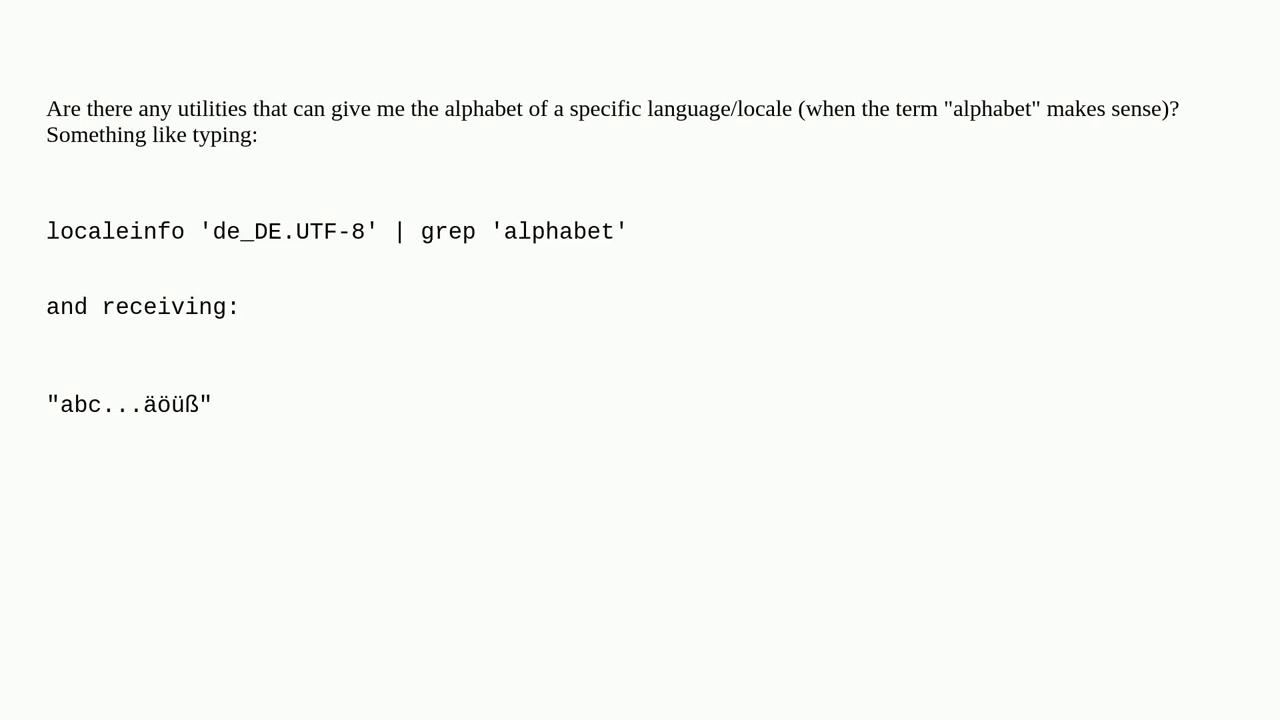 Are there any utilities that can give me the alphabet of a specific language/locale (when the term "alphabet" makes sense)?
Something like typing:
localeinfo 'de_DE.UTF-8' | grep 'alphabet'
and receiving:
"abc...äöüß"